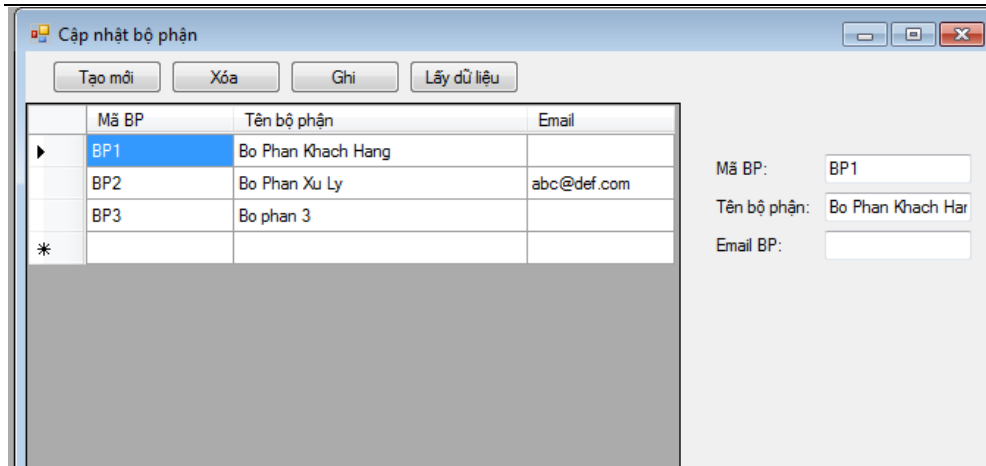 Cập nhật bộ phận
Tạo mới Xóa Ghi Lấy dữ liệu
Mã BP Tên bộ phận Email
BP1 Bo Phan Khach Hang
BP2 Bo Phan Xu Ly abc@def.com
BP3 Bo phan 3
Mã BP: BP1
Tên bộ phận: Bo Phan Khach Har
Email BP: